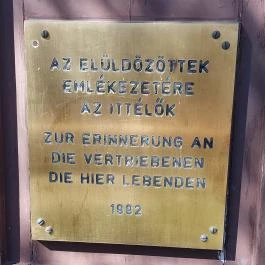 AZ ELÜLDÖZÖTTEK
EMLÉKEZETÉRE
AZ ITTÉLŐK
ZUR ERINNERUNG AN
DIE VERTRIEBENEN
DIE HIER LEBENDEN
1992